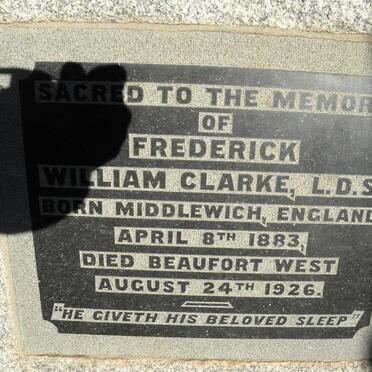 SACRED TO THE MEMOR
OF
FREDERICK
WILLIAM CLARKE, L.D.S
BORN MIDDLEWICH, ENGLAND
APRIL 8TH 1883,
DIED BEAUFORT WEST
AUGUST 24TH 1926.
"HE GIVETH HIS BELOVED SLEEP"